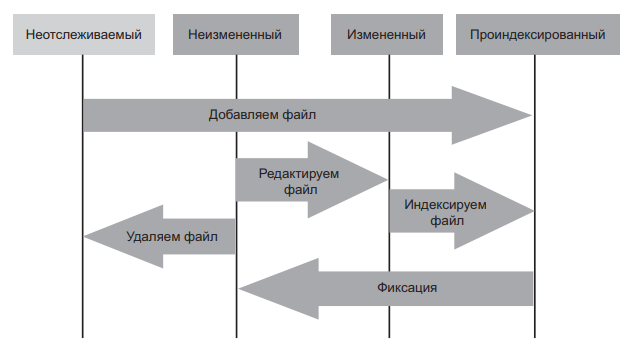 Неотслеживаемый
Неизмененный
Измененный
Проиндексированный
Добавляем файл
Редактируем
файл
Индексируем
файл
Удаляем файл
Фиксация